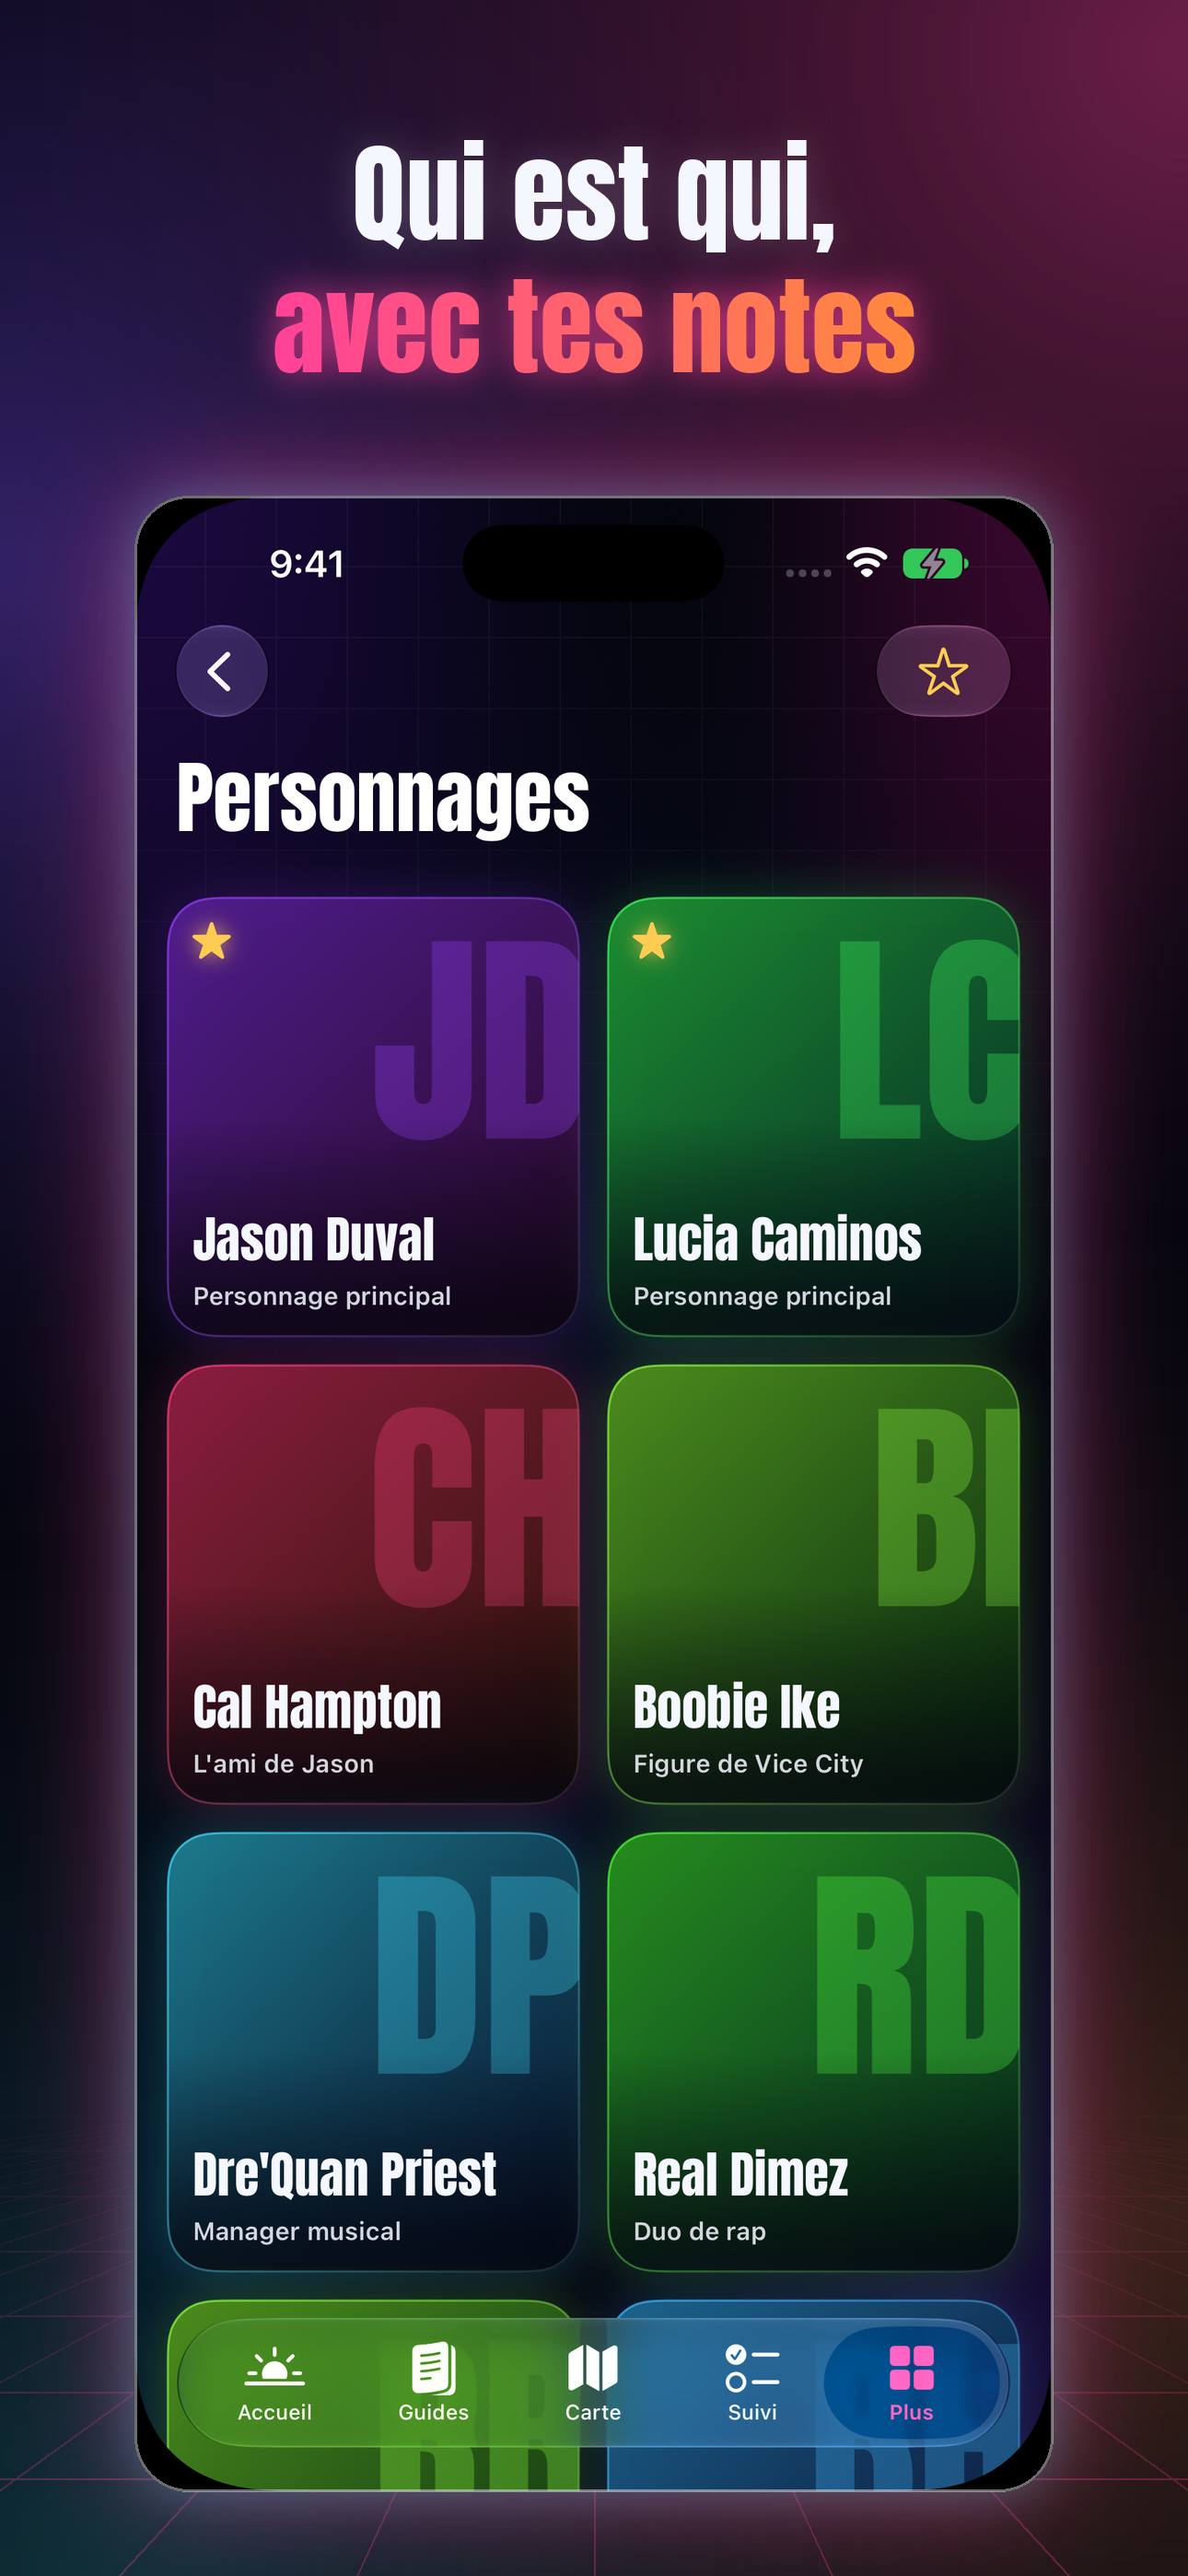 Qui est qui,
avec tes notes
9:41
Personnages
JD
LC
Jason Duval
Personnage principal
Lucia Caminos
Personnage principal
CH
BI
Cal Hampton
L'ami de Jason
Boobie Ike
Figure de Vice City
DP
RD
Dre'Quan Priest
Manager musical
Real Dimez
Duo de rap
Accueil
Guides
Carte
Suivi
Plus